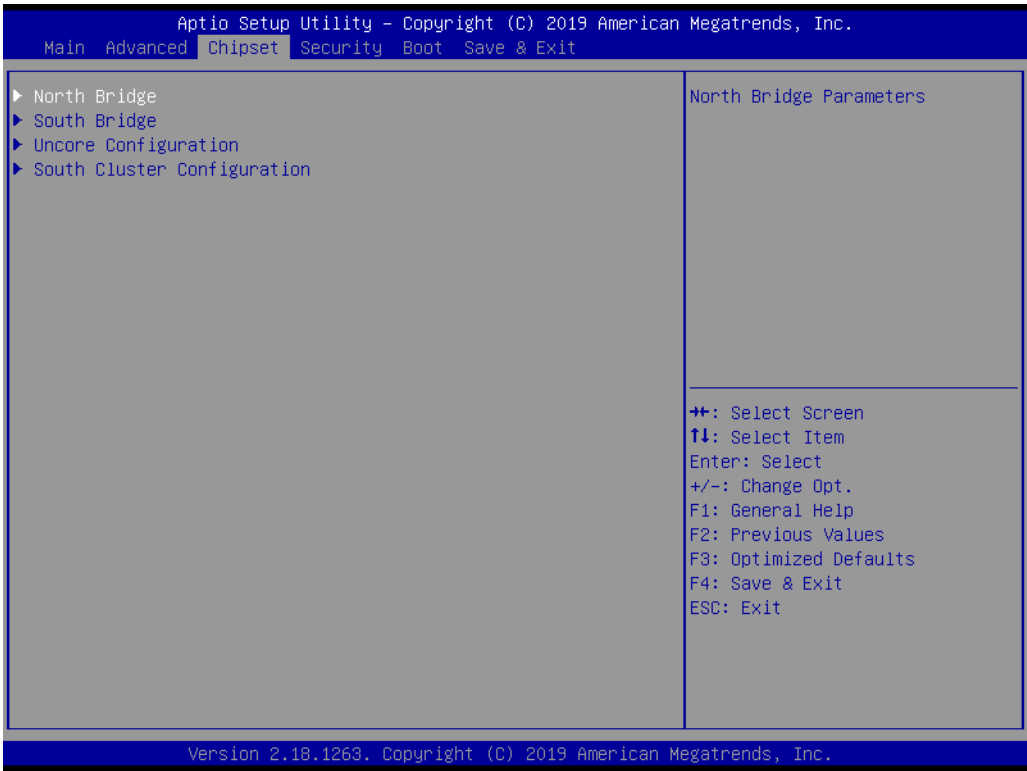 Aptio Setup Utility – Copyright (C) 2019 American Megatrends, Inc.
Main Advanced Chipset Security Boot Save & Exit
▶ North Bridge
▶ South Bridge
▶ Uncore Configuration
▶ South Cluster Configuration
North Bridge Parameters
→←: Select Screen
↑↓: Select Item
Enter: Select
+/-: Change Opt.
F1: General Help
F2: Previous Values
F3: Optimized Defaults
F4: Save & Exit
ESC: Exit
Version 2.18.1263. Copyright (C) 2019 American Megatrends, Inc.